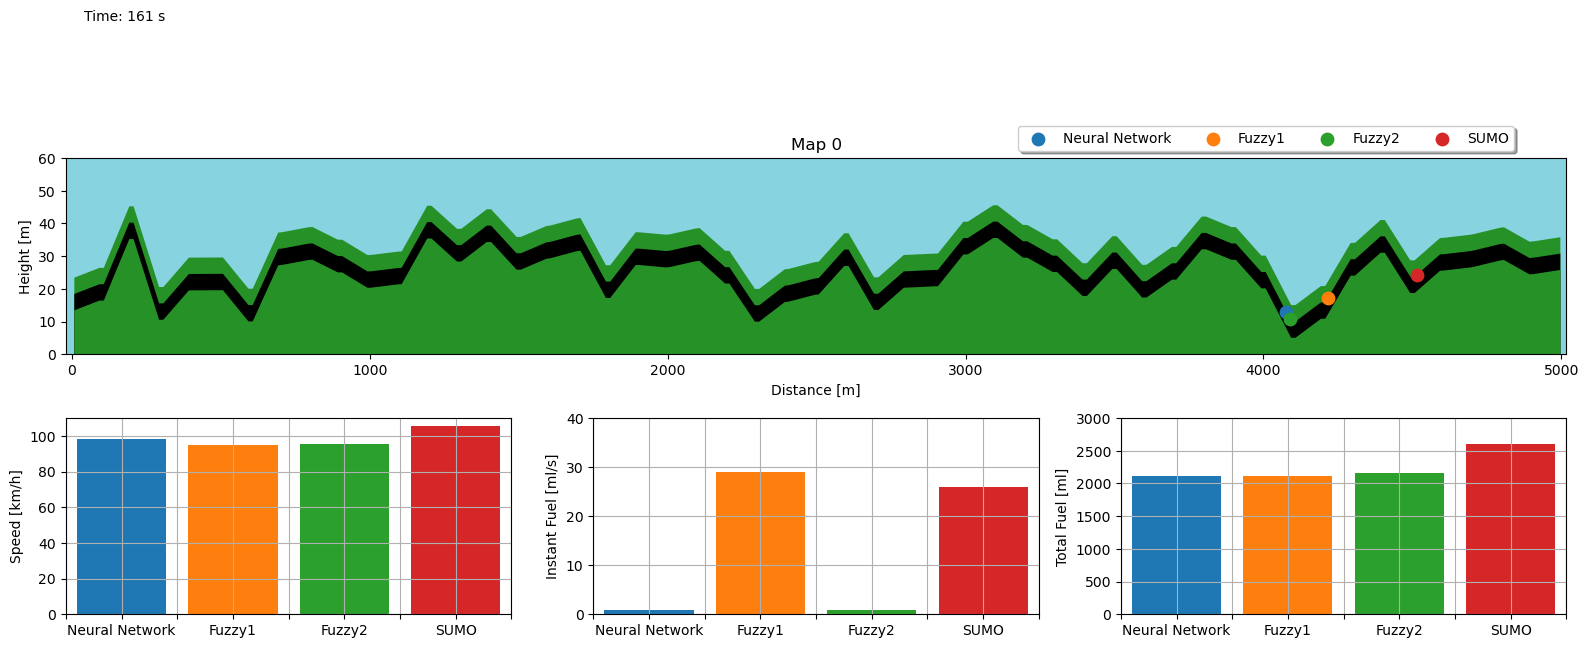 Time: 161 s
Neural Network Fuzzy1 Fuzzy2 SUMO
Map 0
Height [m]
60
50
40
30
20
10
0
0 1000 2000 3000 4000 5000
Distance [m]
Speed [km/h]
100
80
60
40
20
0
Neural Network Fuzzy1 Fuzzy2 SUMO
Instant Fuel [ml/s]
40
30
20
10
0
Neural Network Fuzzy1 Fuzzy2 SUMO
Total Fuel [ml]
3000
2500
2000
1500
1000
500
0
Neural Network Fuzzy1 Fuzzy2 SUMO